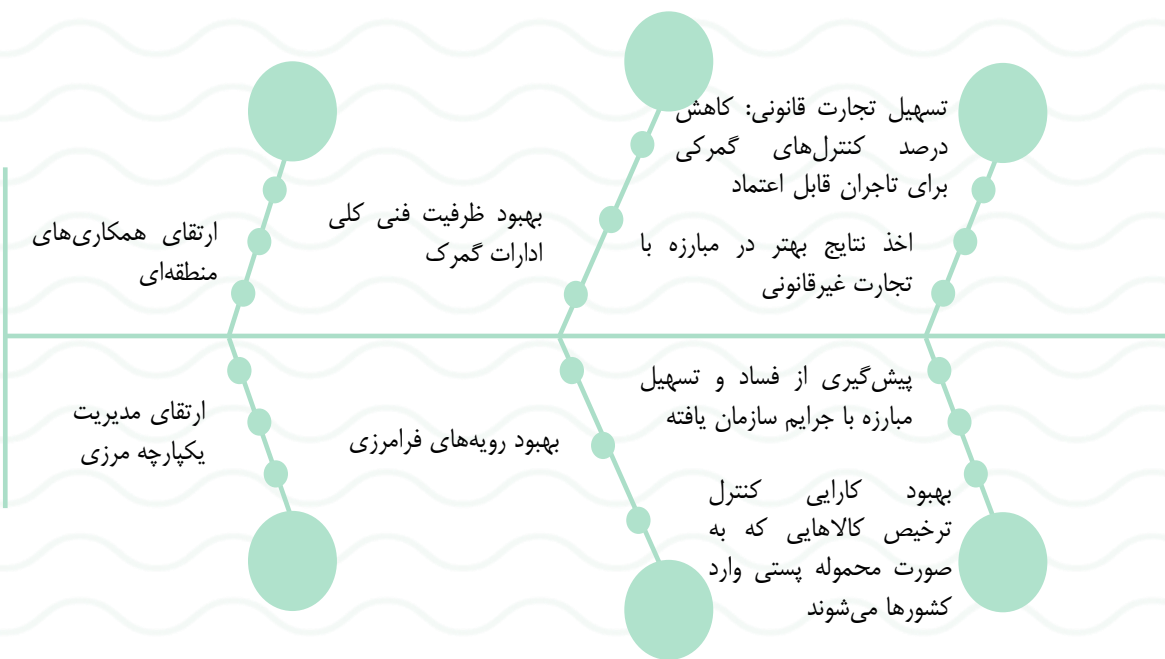 تسهیل تجارت قانونی: کاهش
درصد کنترل‌های گمرکی
برای تاجران قابل اعتماد
اخذ نتایج بهتر در مبارزه با
تجارت غیرقانونی
بهبود ظرفیت فنی کلی
ادارات گمرک
ارتقای همکاری‌های
منطقه‌ای
پیش‌گیری از فساد و تسهیل
مبارزه با جرایم سازمان یافته
بهبود کارایی کنترل
ترخیص کالاهایی که به
صورت محموله پستی وارد
کشورها می‌شوند
بهبود رویه‌های فرامرزی
ارتقای مدیریت
یکپارچه مرزی